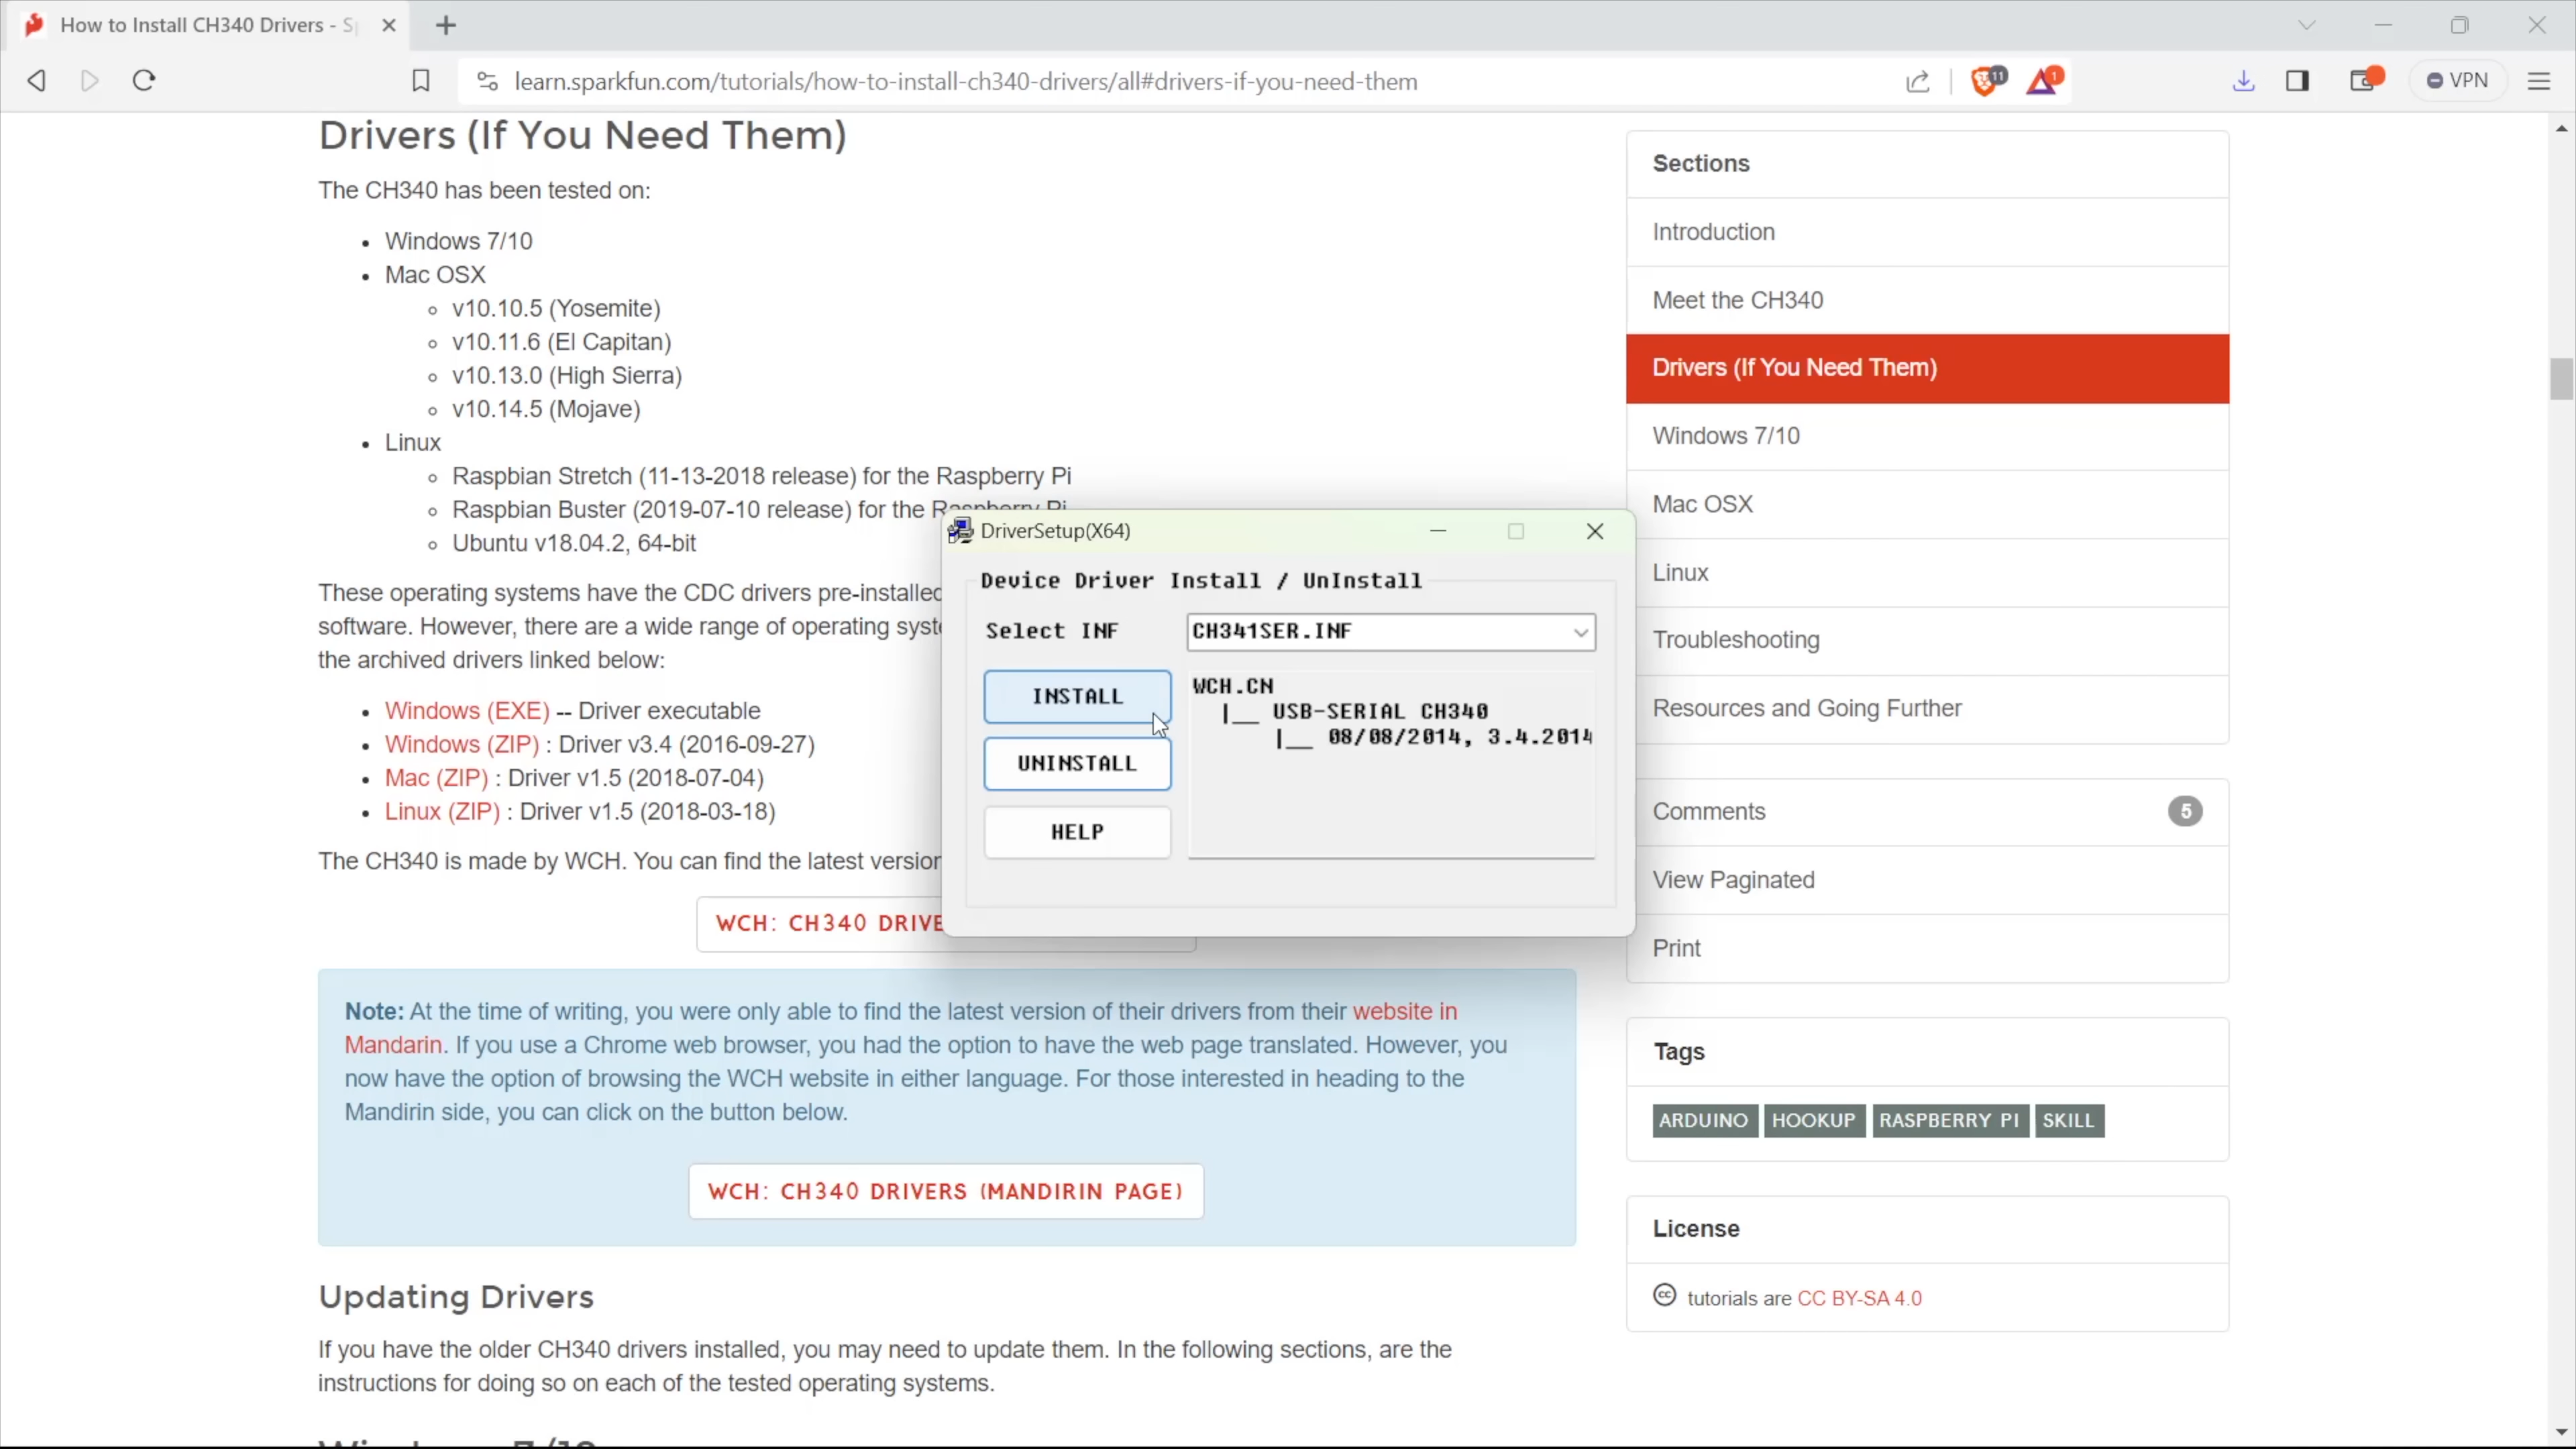 How to Install CH340 Drivers - S
learn.sparkfun.com/tutorials/how-to-install-ch340-drivers/all#drivers-if-you-need-them
11
1
VPN
Drivers (If You Need Them)
The CH340 has been tested on:
Windows 7/10
Mac OSX
v10.10.5 (Yosemite)
v10.11.6 (El Capitan)
v10.13.0 (High Sierra)
v10.14.5 (Mojave)
Linux
Raspbian Stretch (11-13-2018 release) for the Raspberry Pi
Raspbian Buster (2019-07-10 release) for the Raspberry Pi
Ubuntu v18.04.2, 64-bit
These operating systems have the CDC drivers pre-installed
software. However, there are a wide range of operating
the archived drivers linked below:
Windows (EXE) -- Driver executable
Windows (ZIP) : Driver v3.4 (2016-09-27)
Mac (ZIP) : Driver v1.5 (2018-07-04)
Linux (ZIP) : Driver v1.5 (2018-03-18)
The CH340 is made by WCH. You can find the latest version
WCH: CH340 DRIVE
DriverSetup(X64)
Device Driver Install / UnInstall
Select INF
CH341SER.INF
INSTALL
UNINSTALL
HELP
WCH.CN
|__ USB-SERIAL CH340
|__ 08/08/2014, 3.4.2014
Note: At the time of writing, you were only able to find the latest version of their drivers from their website in
Mandarin. If you use a Chrome web browser, you had the option to have the web page translated. However, you
now have the option of browsing the WCH website in either language. For those interested in heading to the
Mandirin side, you can click on the button below.
WCH: CH340 DRIVERS (MANDIRIN PAGE)
Updating Drivers
If you have the older CH340 drivers installed, you may need to update them. In the following sections, are the
instructions for doing so on each of the tested operating systems.
Sections
Introduction
Meet the CH340
Drivers (If You Need Them)
Windows 7/10
Mac OSX
Linux
Troubleshooting
Resources and Going Further
Comments
5
View Paginated
Print
Tags
ARDUINO
HOOKUP
RASPBERRY PI
SKILL
License
tutorials are CC BY-SA 4.0